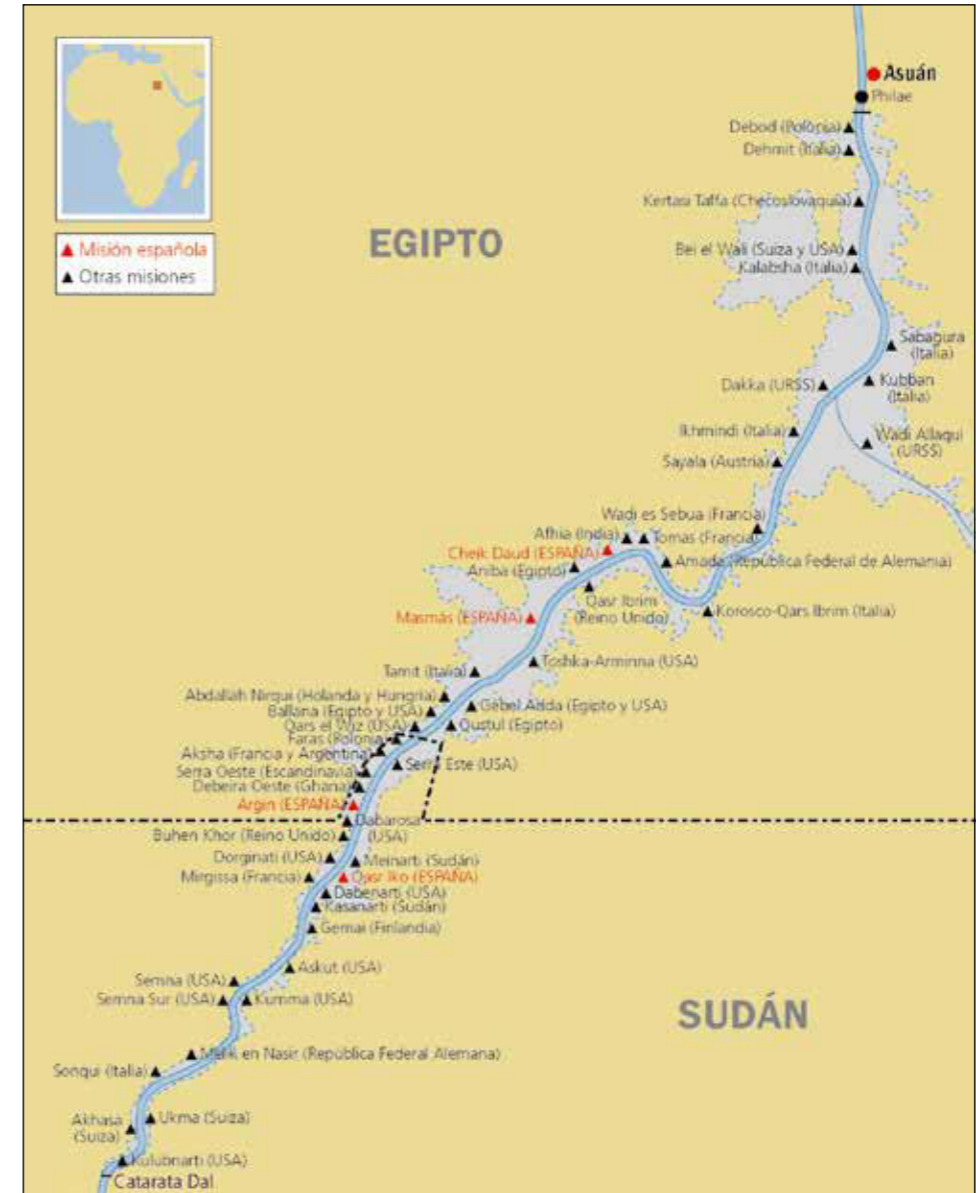 Asuán
Philae
Debod (Polonia)
Dehmit (Italia)
Kertasi Taffa (Checoslovaquia)
EGIPTO
Misión española
Otras misiones
Bei el Wali (Suiza y USA)
Kalabsha (Italia)
Sabagura
(Italia)
Dakka (URSS)
Kubban
(Italia)
Ikhmindi (Italia)
Wadi Allaqui
(URSS)
Sayala (Austria)
Wadi es Sebua (Francia)
Afhia (India)
Tomas (Francia)
Cheik Daud (ESPAÑA)
Aniba (Egipto)
Amada (República Federal de Alemania)
Qasr Ibrim
(Reino Unido)
Korosco-Qars Ibrim (Italia)
Masmás (ESPAÑA)
Toshka-Arminna (USA)
Tamit (Italia)
Abdallah Nirqui (Holanda y Hungría)
Gebel Adda (Egipto y USA)
Ballana (Egipto y USA)
Qars el Wiz (USA)
Qustul (Egipto)
Faras (Polonia)
Aksha (Francia y Argentina)
Serra Este (USA)
Serra Oeste (Escandinavia)
Debeira Oeste (Ghana)
Argin (ESPAÑA)
Dabarosa
(USA)
Buhen Khor (Reino Unido)
Dorginati (USA)
Meinarti (Sudán)
Mirgissa (Francia)
Qasr Iko (ESPAÑA)
Dabenarti (USA)
Kasanarti (Sudán)
Gemai (Finlandia)
Askut (USA)
Semna (USA)
Semna Sur (USA)
Kumma (USA)
SUDÁN
Melik en Nasir (República Federal Alemana)
Sonqui (Italia)
Akhasa
(Suiza)
Ukma (Suiza)
Kulubnarti (USA)
Catarata Dal